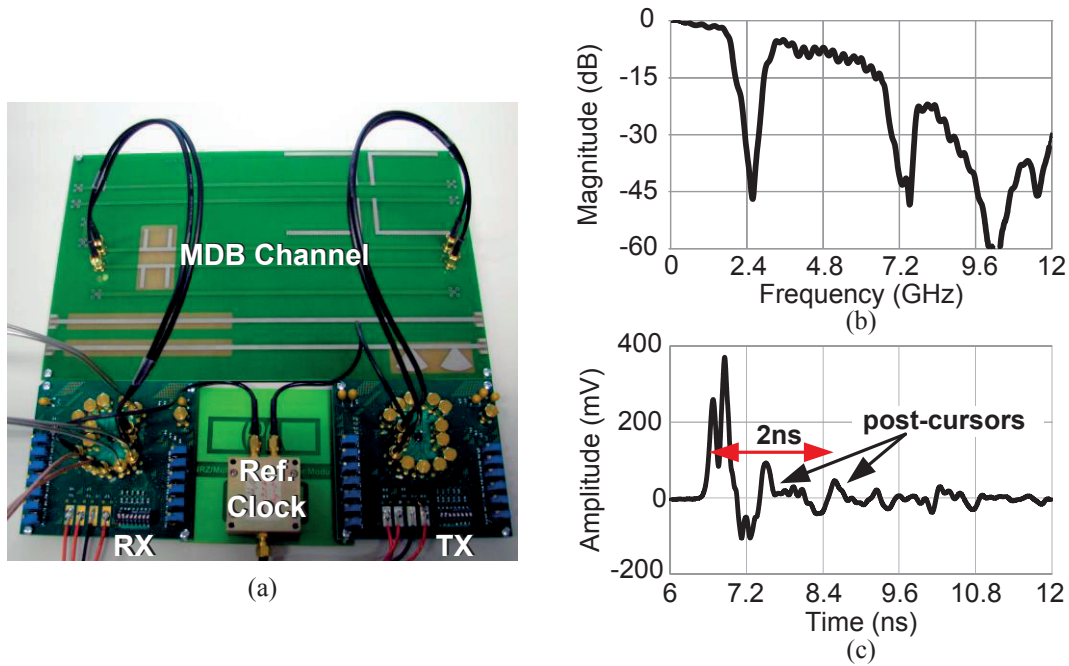 MDB Channel
Ref.
Clock
RX
TX
(a)
0
-15
-30
-45
-60
Magnitude (dB)
0 2.4 4.8 7.2 9.6 12
Frequency (GHz)
(b)
400
200
0
-200
Amplitude (mV)
2ns
post-cursors
6 7.2 8.4 9.6 10.8 12
Time (ns)
(c)